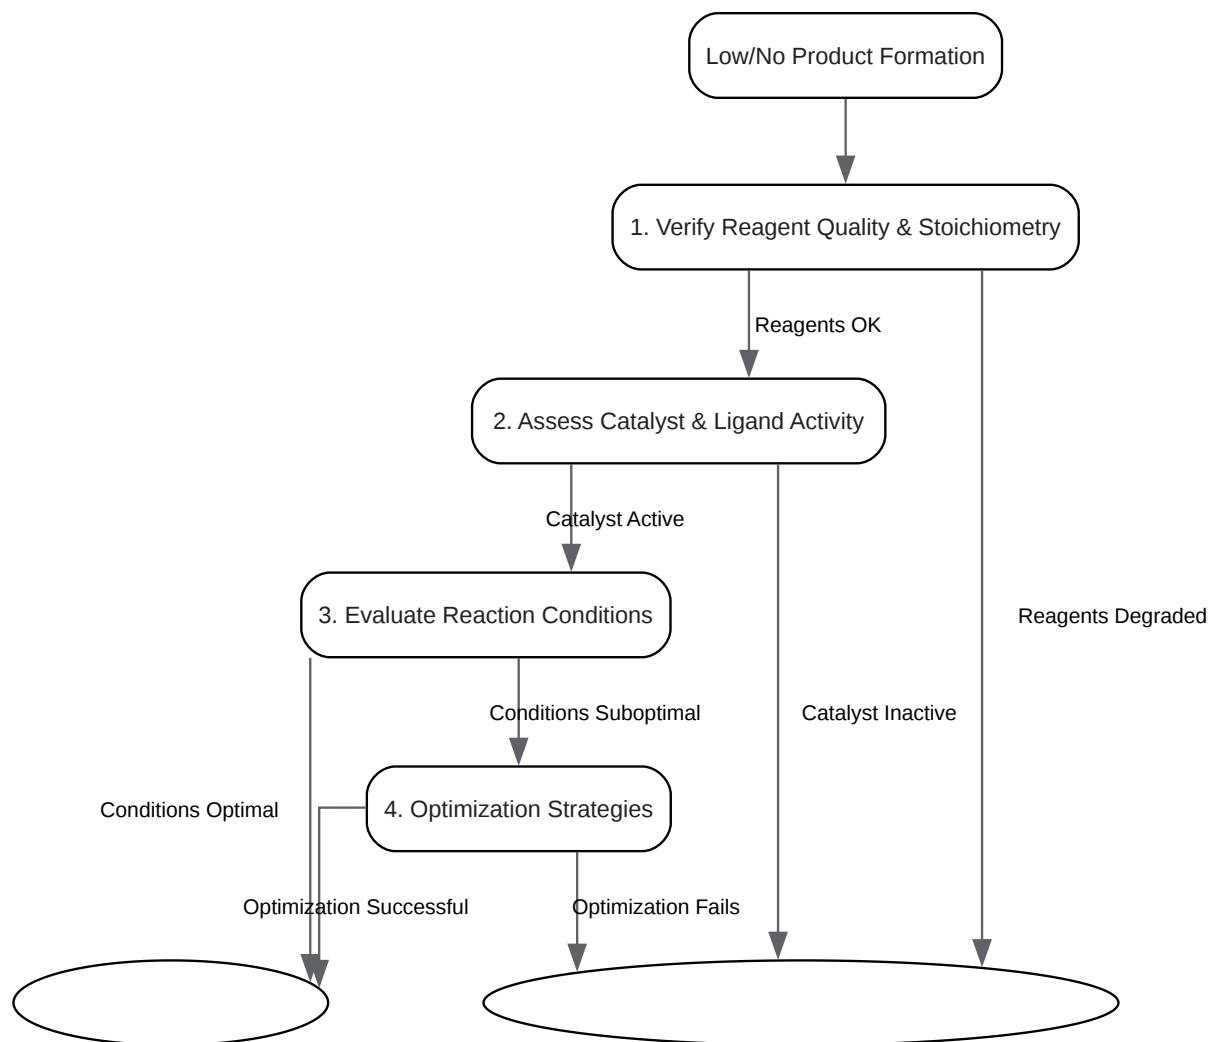 Low/No Product Formation
1. Verify Reagent Quality & Stoichiometry
Reagents OK
2. Assess Catalyst & Ligand Activity
Catalyst Active
3. Evaluate Reaction Conditions
Reagents Degraded
Conditions Suboptimal
Catalyst Inactive
Conditions Optimal
4. Optimization Strategies
Optimization Successful
Optimization Fails